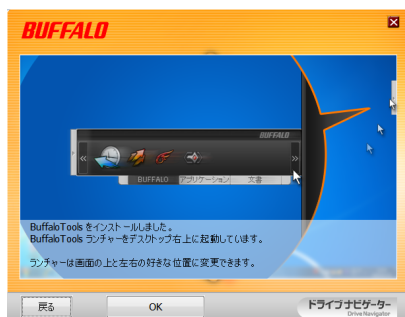 BUFFALO
BUFFALO
BUFFALO アプリケーション 文書
BuffaloTools をインストールしました。
BuffaloTools ランチャーをデスクトップ右上に起動しています。
ランチャーは画面の上と左右の好きな位置に変更できます。
戻る OK ドライブナビゲーター
Drive Navigator